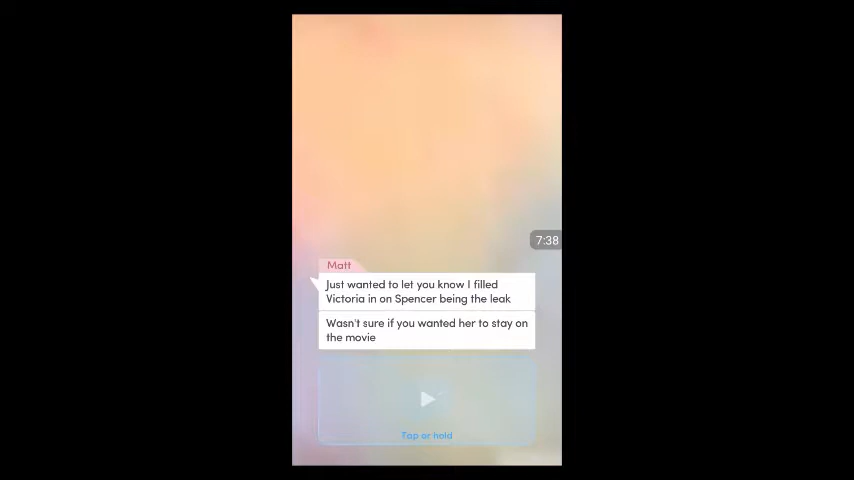 7:38
Matt
Just wanted to let you know I filled
Victoria in on Spencer being the leak
Wasn't sure if you wanted her to stay on
the movie
Tap or hold